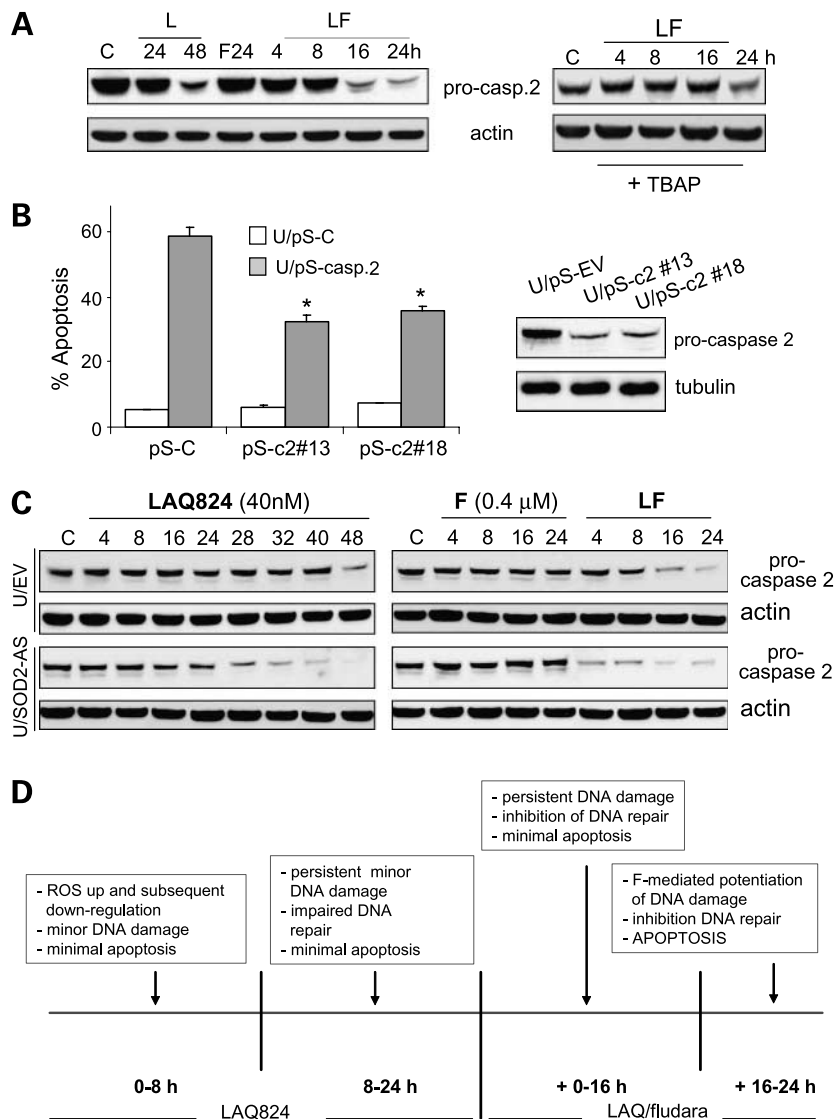 A
L
LF
C 24 48 F24 4 8 16 24h
pro-casp.2
actin
LF
C 4 8 16 24 h
+ TBAP
B
% Apoptosis
60
40
20
0
U/pS-C
U/pS-casp.2
*
*
pS-C
pS-c2#13
pS-c2#18
U/pS-EV
U/pS-c2 #13
U/pS-c2 #18
pro-caspase 2
tubulin
C
LAQ824 (40nM)
C 4 8 16 24 28 32 40 48
F (0.4 μM)
LF
C 4 8 16 24 4 8 16 24
U/EV
pro-
caspase 2
actin
U/SOD2-AS
pro-
caspase 2
actin
D
- ROS up and subsequent
down-regulation
- minor DNA damage
- minimal apoptosis
- persistent minor
DNA damage
- impaired DNA
repair
- minimal apoptosis
- persistent DNA damage
- inhibition of DNA repair
- minimal apoptosis
- F-mediated potentiation
of DNA damage
- inhibition DNA repair
- APOPTOSIS
0-8 h
8-24 h
+ 0-16 h
+ 16-24 h
LAQ824
LAQ/fludara